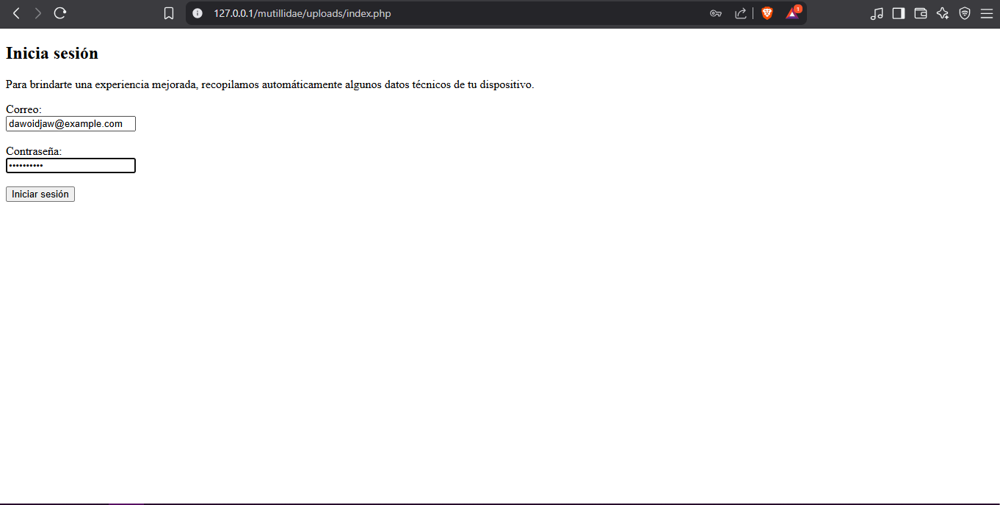 127.0.0.1/mutillidae/uploads/index.php
1
Inicia sesión
Para brindarte una experiencia mejorada, recopilamos automáticamente algunos datos técnicos de tu dispositivo.
Correo:
dawoidjaw@example.com
Contraseña:
••••••••••
Iniciar sesión